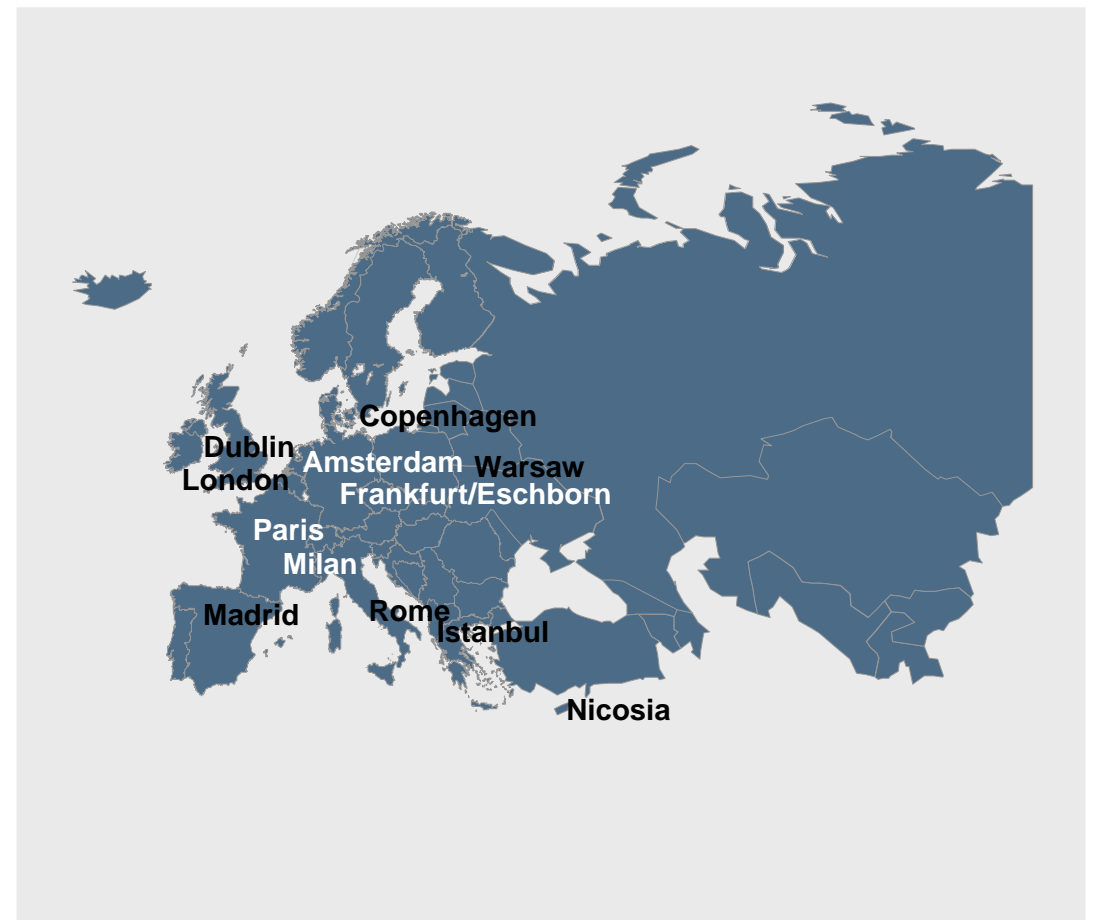 Copenhagen
Dublin
Amsterdam
Warsaw
London
Frankfurt/Eschborn
Paris
Milan
Rome
Madrid
Istanbul
Nicosia